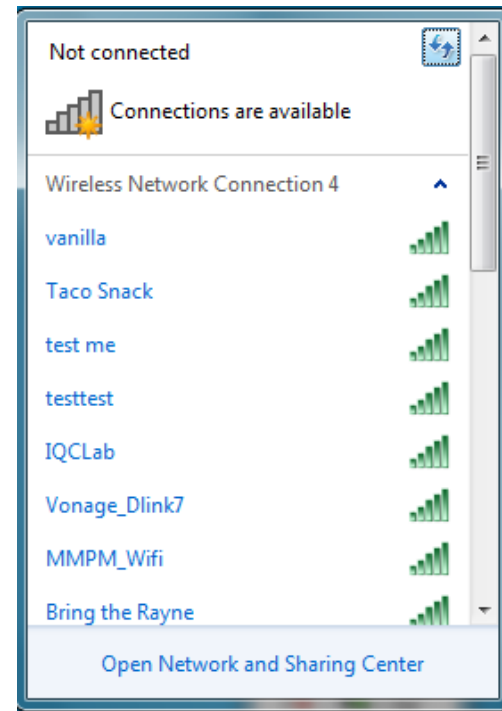 Not connected
Connections are available
Wireless Network Connection 4
vanilla
Taco Snack
test me
testtest
IQCLab
Vonage_Dlink7
MMPM_Wifi
Bring the Rayne
Open Network and Sharing Center